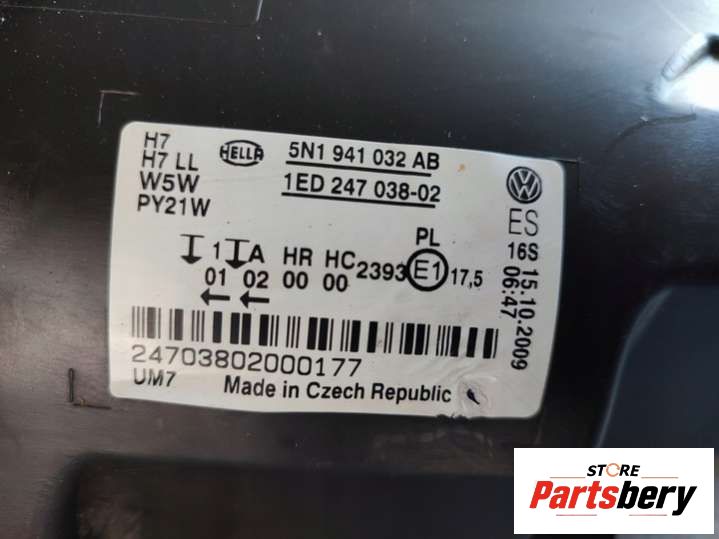 H7
H7 LL
W5W
PY21W
HELLA
5N1 941 032 AB
1ED 247 038-02
ES
16S
15.10.2009
06:47
1 A HR HC
01 02 00 00
2393 E1 17,5
PL
24703802000177
UM7 Made in Czech Republic
L
STORE
Partsbery